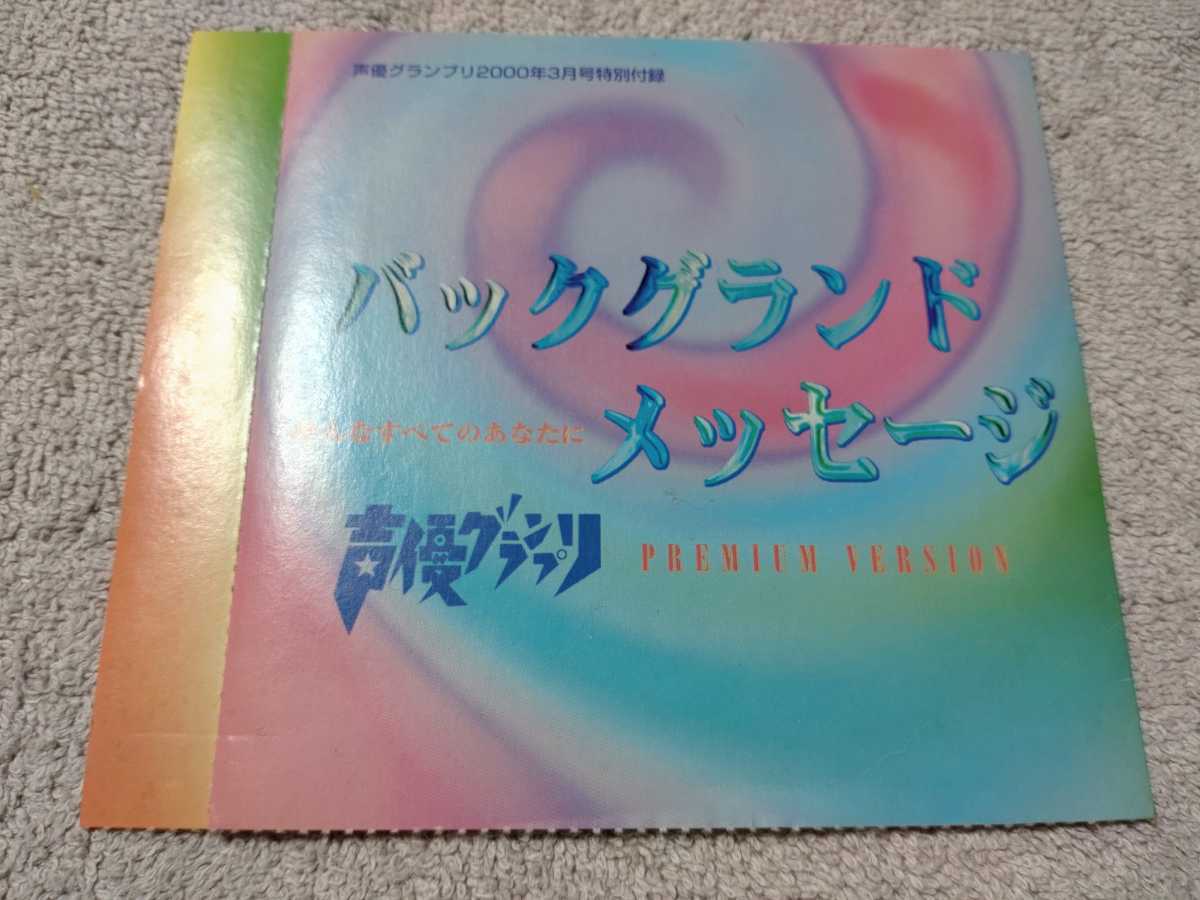 声優グランプリ2000年3月号特別付録
バックグランド
メッセージ
すべてのあなたに
声優グランプリ
PREMIUM VERSION